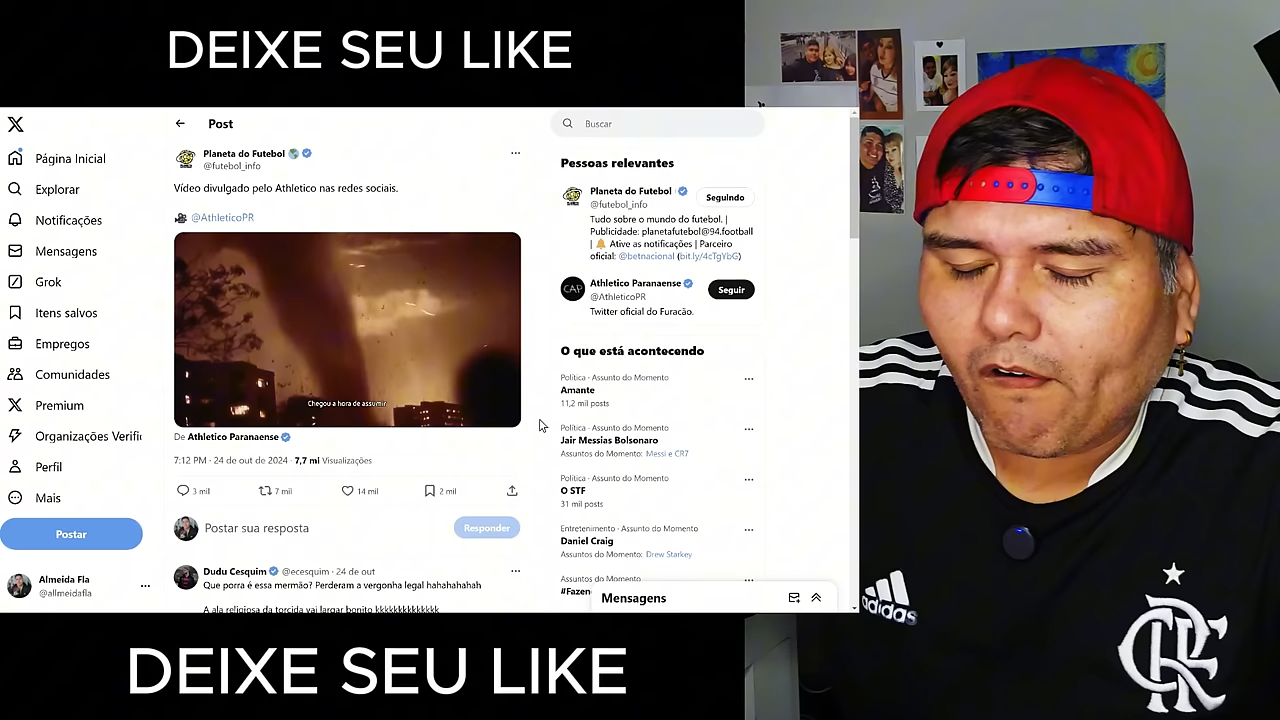 DEIXE SEU LIKE
Post
Buscar
Planeta do Futebol
@futebol_info
Vídeo divulgado pelo Athletico nas redes sociais.
@AthleticoPR
Chegou a hora de assumir
De Athletico Paranaense
7:12 PM · 24 de out de 2024 · 7,7 mi Visualizações
3 mil
7 mil
14 mil
2 mil
Postar sua resposta
Responder
Dudu Cesquim @ecesquim · 24 de out
Que porra é essa mermão? Perderam a vergonha legal hahahahahah
A ala religiosa da torcida vai largar bonito kkkkkkkkkkkkk
Página Inicial
Explorar
Notificações
Mensagens
Grok
Itens salvos
Empregos
Comunidades
Premium
Organizações Verific
Perfil
Mais
Postar
Almeida Fla
@allmeidafla
Pessoas relevantes
Planeta do Futebol
@futebol_info
Seguindo
Tudo sobre o mundo do futebol. |
Publicidade: planetafutebol@94.football
| Ative as notificações | Parceiro
oficial: @betnacional (bit.ly/4cTgYbG)
Athletico Paranaense
@AthleticoPR
Seguir
Twitter oficial do Furacão.
CAP
O que está acontecendo
Política · Assunto do Momento
Amante
11,2 mil posts
Política · Assunto do Momento
Jair Messias Bolsonaro
Assuntos do Momento: Messi e CR7
Política · Assunto do Momento
O STF
31 mil posts
Entretenimento · Assunto do Momento
Daniel Craig
Assuntos do Momento: Drew Starkey
Assunto do Momento
#Fazen
Mensagens
adidas
CRF
DEIXE SEU LIKE